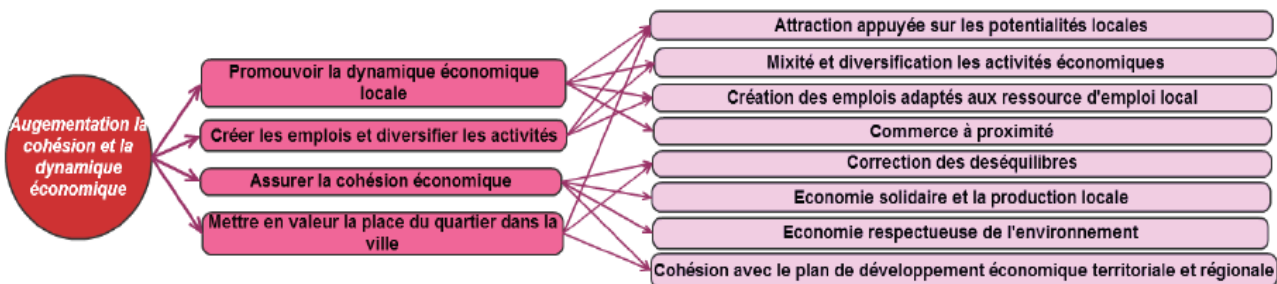 Augementation la
cohésion et la
dynamique
économique
Promouvoir la dynamique économique
locale
Créer les emplois et diversifier les activités
Assurer la cohésion économique
Mettre en valeur la place du quartier dans la
ville
Attraction appuyée sur les potentialités locales
Mixité et diversification les activités économiques
Création des emplois adaptés aux ressource d'emploi local
Commerce à proximité
Correction des deséquilibres
Economie solidaire et la production locale
Economie respectueuse de l'environnement
Cohésion avec le plan de développement économique territoriale et régionale